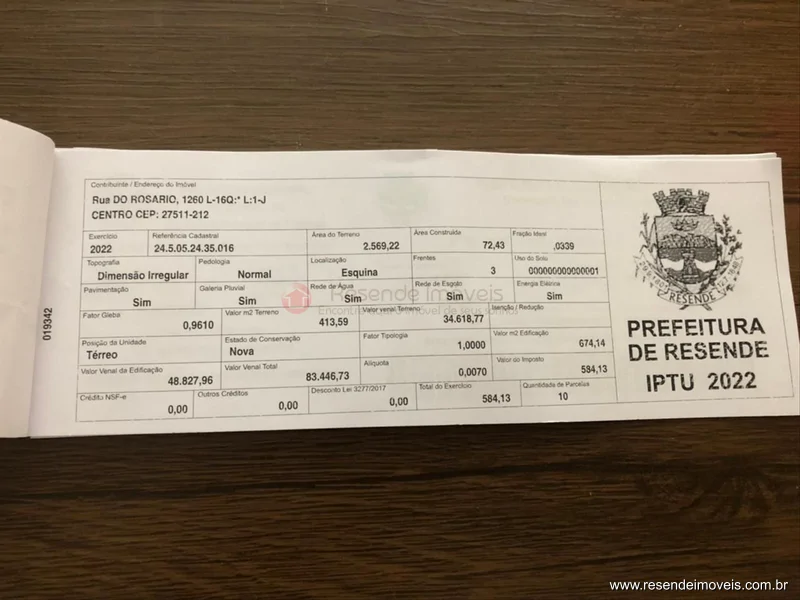 Contribuinte / Endereço do Imóvel
Rua DO ROSARIO, 1260 L-16Q:* L:1-J
CENTRO CEP: 27511-212
Exercício Referência Cadastral Área do Terreno Área Construída Fração Ideal
2022 24.5.05.24.35.016 2.569,22 72,43 ,0339
Topografia Pedologia Localização Frentes Uso do Solo
Dimensão Irregular Normal Esquina 3 000000000000001
Pavimentação Galeria Pluvial Rede de Água Rede de Esgoto Energia Elétrica
Sim Sim Sim Sim Sim
Fator Gleba Valor m2 Terreno Valor venal Terreno Isenção / Redução
0,9610 413,59 34.618,77
Posição da Unidade Estado de Conservação Fator Tipologia Valor m2 Edificação
Térreo Nova 1,0000 674,14
Valor Venal da Edificação Valor Venal Total Alíquota Valor do Imposto
48.827,96 83.446,73 0,0070 584,13
Crédito NSF-e Outros Créditos Desconto Lei 3277/2017 Total do Exercício Quantidade de Parcelas
0,00 0,00 0,00 584,13 10
019342
RESENDE
PREFEITURA
DE RESENDE
IPTU 2022
Resende imóveis
www.resendeimoveis.com.br